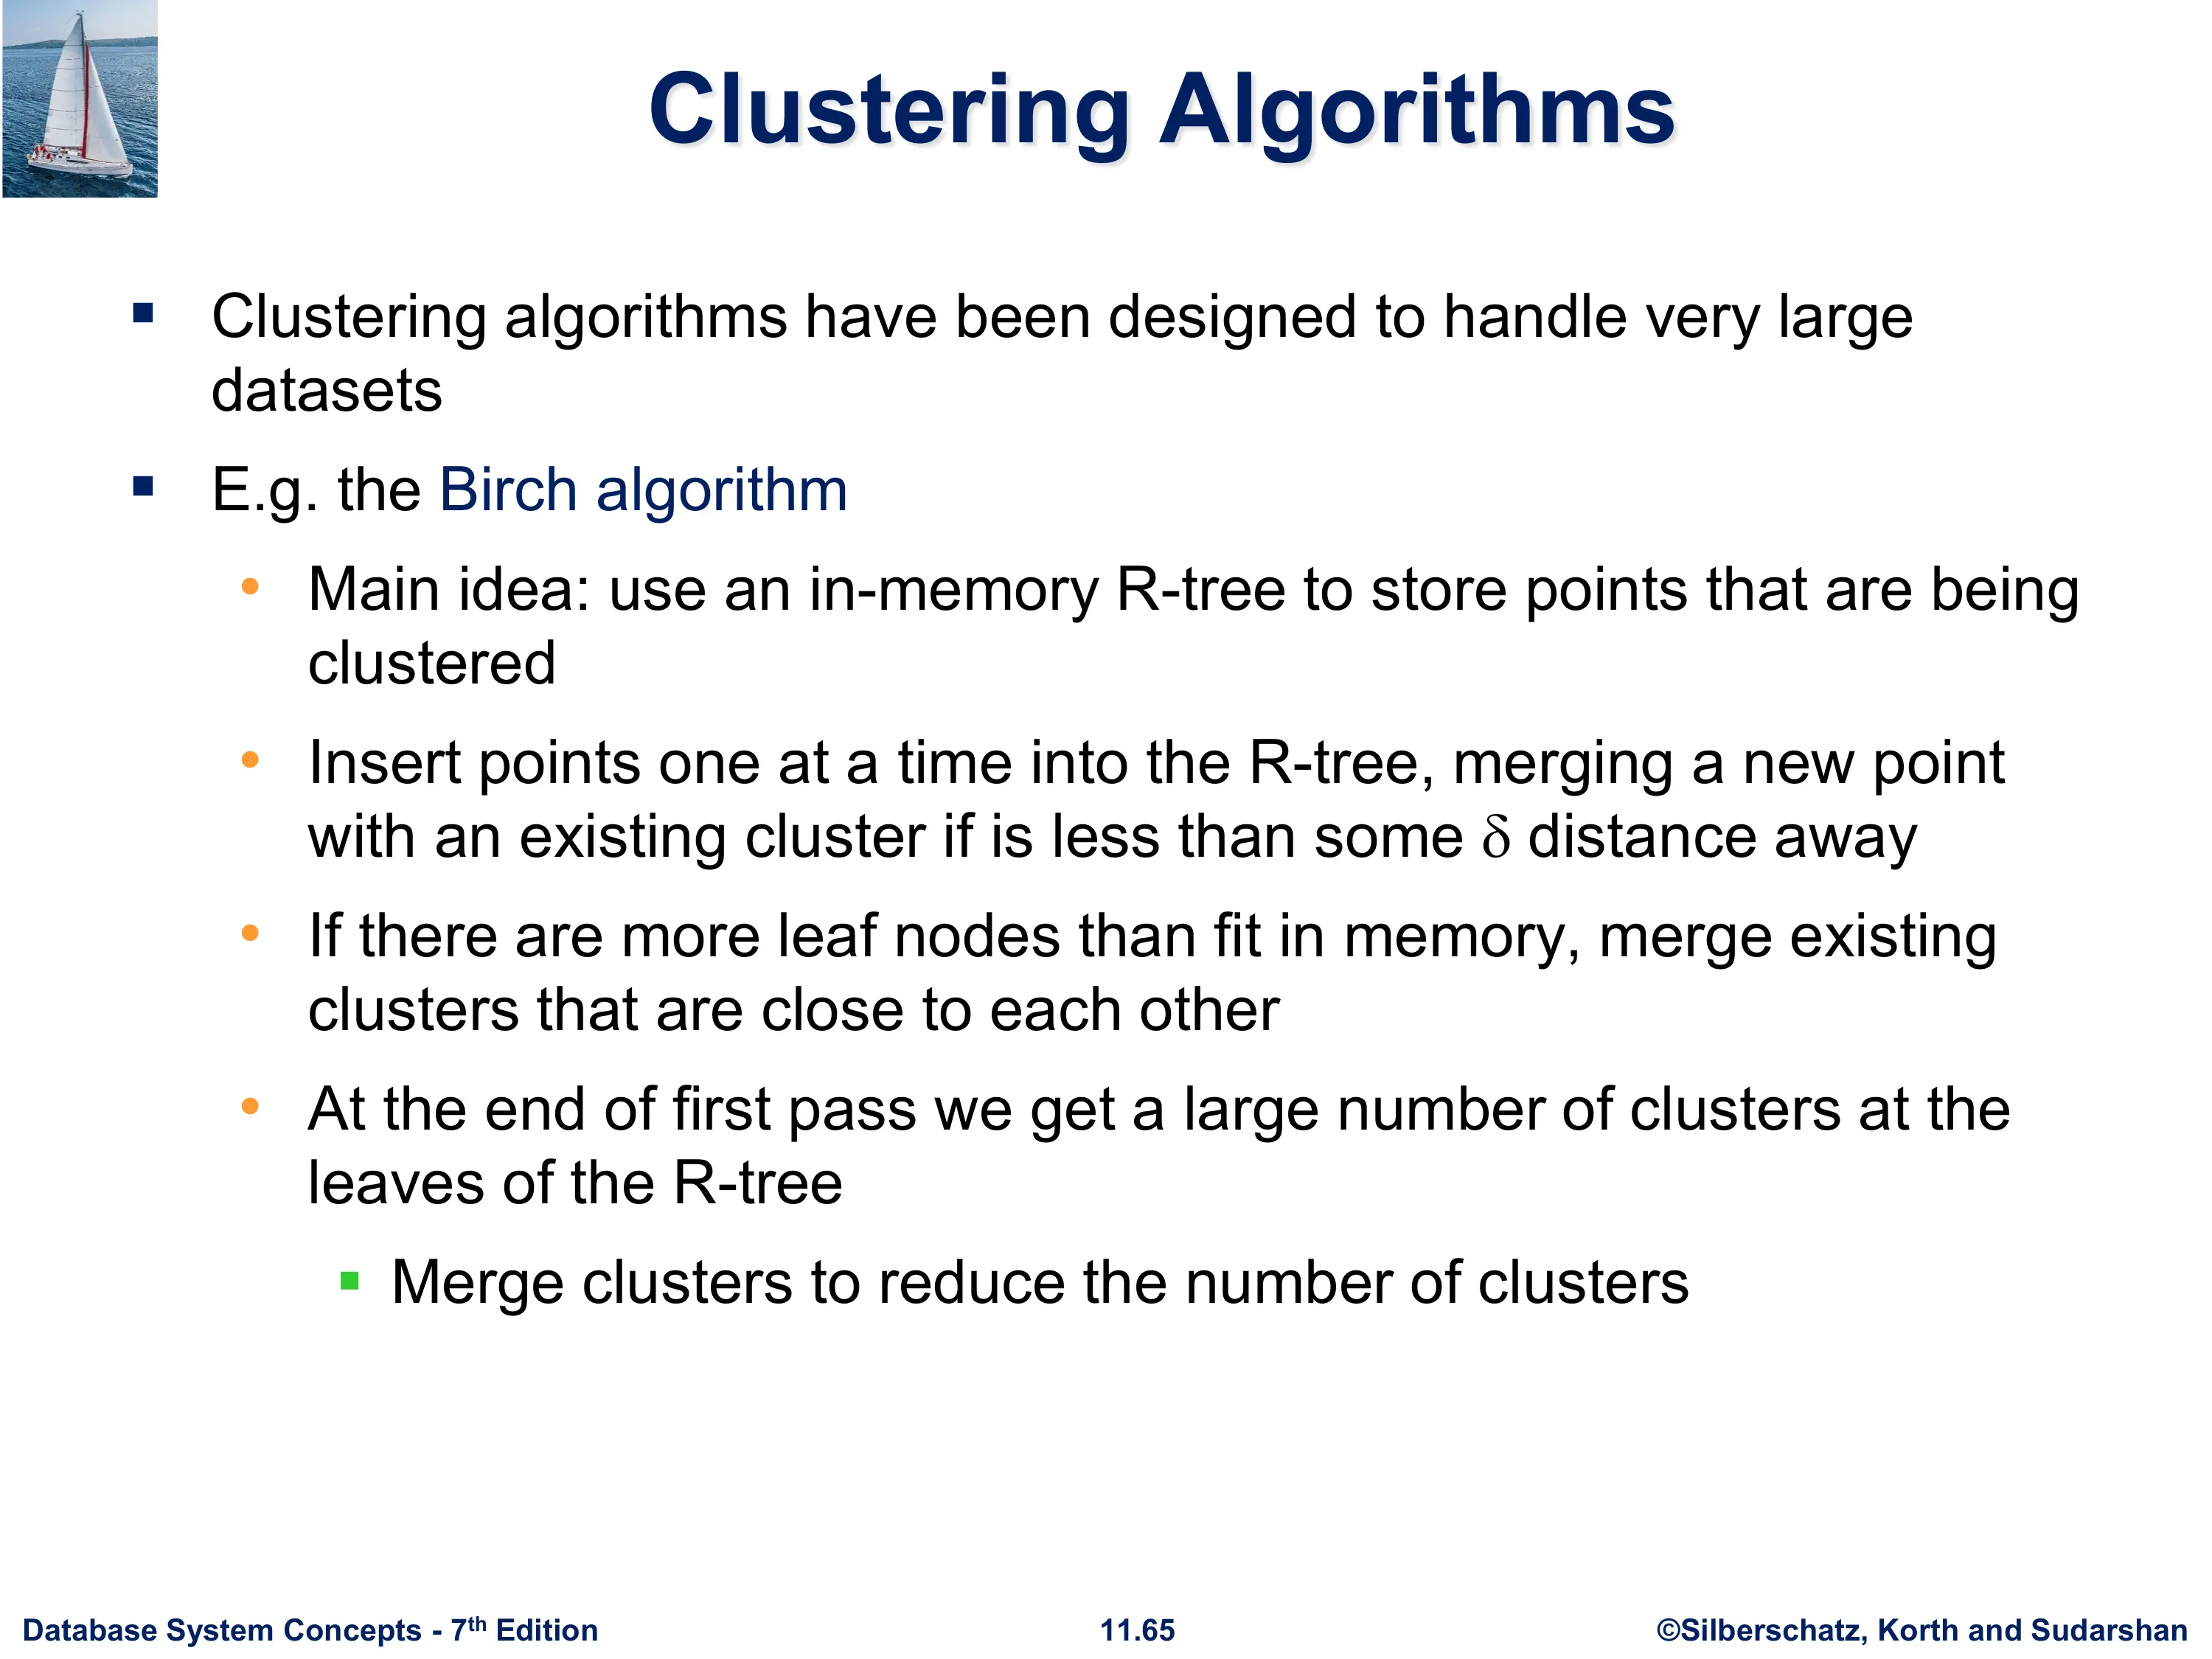 Clustering Algorithms
▪ Clustering algorithms have been designed to handle very large
datasets
▪ E.g. the Birch algorithm
• Main idea: use an in-memory R-tree to store points that are being
clustered
• Insert points one at a time into the R-tree, merging a new point
with an existing cluster if is less than some δ distance away
• If there are more leaf nodes than fit in memory, merge existing
clusters that are close to each other
• At the end of first pass we get a large number of clusters at the
leaves of the R-tree
▪ Merge clusters to reduce the number of clusters
Database System Concepts - 7th Edition
11.65
©Silberschatz, Korth and Sudarshan